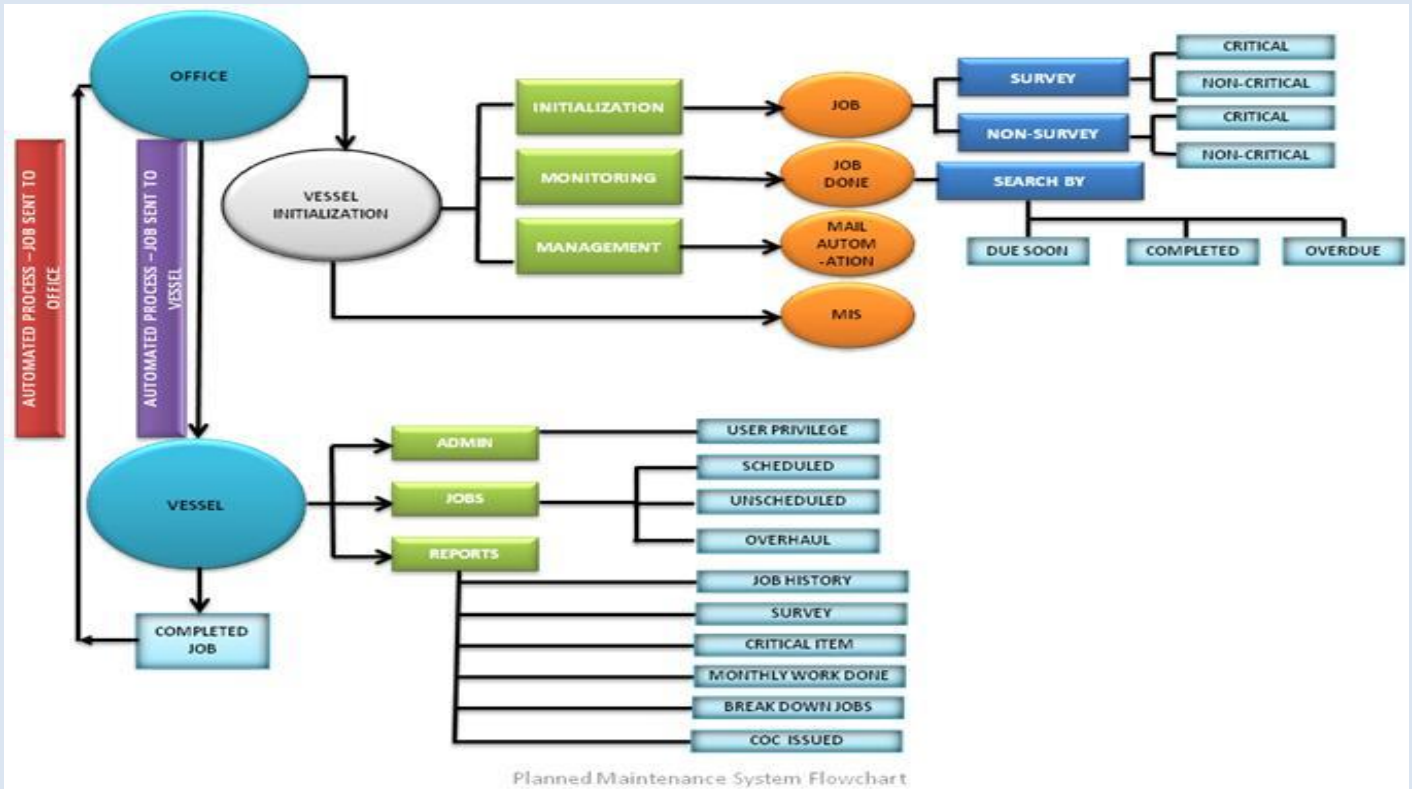 OFFICE
AUTOMATED PROCESS – JOB SENT TO
OFFICE
AUTOMATED PROCESS – JOB SENT TO
VESSEL
VESSEL
INITIALIZATION
INITIALIZATION
MONITORING
MANAGEMENT
JOB
JOB
DONE
MAIL
AUTOM
-ATION
MIS
SURVEY
NON-SURVEY
CRITICAL
NON-CRITICAL
CRITICAL
NON-CRITICAL
SEARCH BY
DUE SOON
COMPLETED
OVERDUE
VESSEL
COMPLETED
JOB
ADMIN
JOBS
REPORTS
USER PRIVILEGE
SCHEDULED
UNSCHEDULED
OVERHAUL
JOB HISTORY
SURVEY
CRITICAL ITEM
MONTHLY WORK DONE
BREAK DOWN JOBS
COC ISSUED
Planned Maintenance System Flowchart